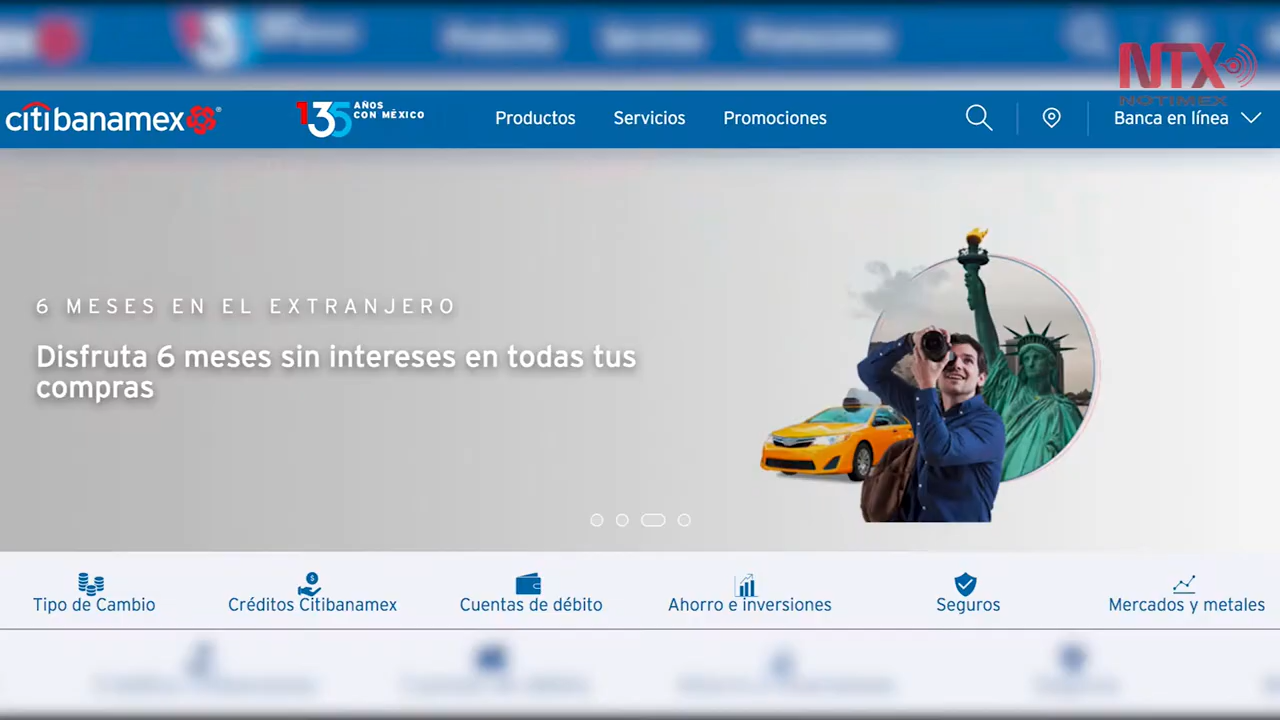 NTX
NOTIMEX
citibanamex
135 AÑOS
CON MÉXICO
Productos
Servicios
Promociones
Banca en línea
6 MESES EN EL EXTRANJERO
Disfruta 6 meses sin intereses en todas tus
compras
Tipo de Cambio
Créditos Citibanamex
Cuentas de débito
Ahorro e inversiones
Seguros
Mercados y metales